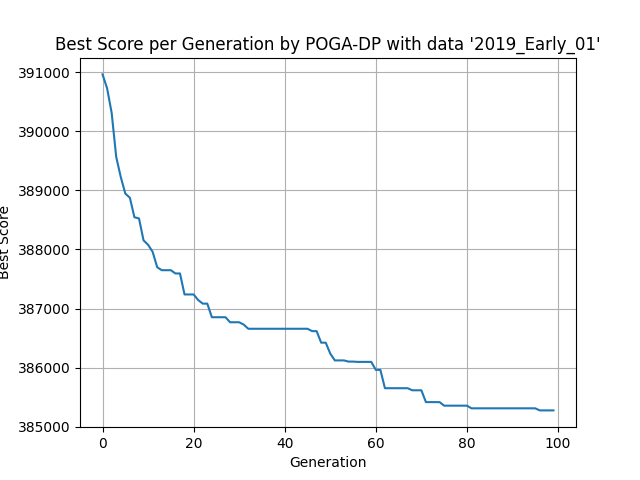 Best Score per Generation by POGA-DP with data '2019_Early_01'
391000
390000
389000
388000
387000
386000
385000
Best Score
0 20 40 60 80 100
Generation